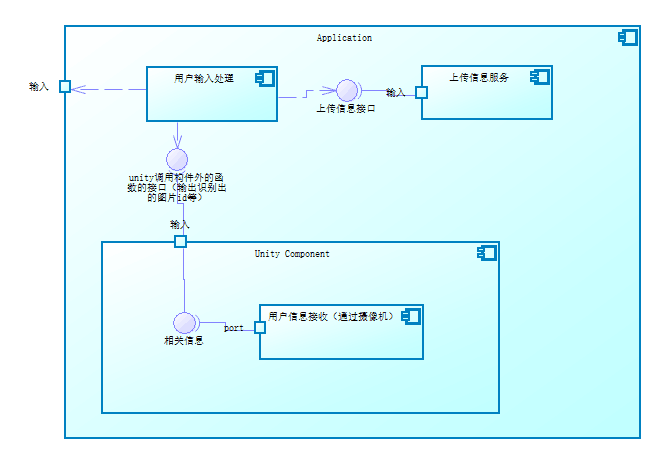 Application
输入
用户输入处理
上传信息接口
输入
上传信息服务
unity调用构件外的函
数的接口（输出识别出
的图片id等）
输入
Unity Component
相关信息
port
用户信息接收（通过摄像机）